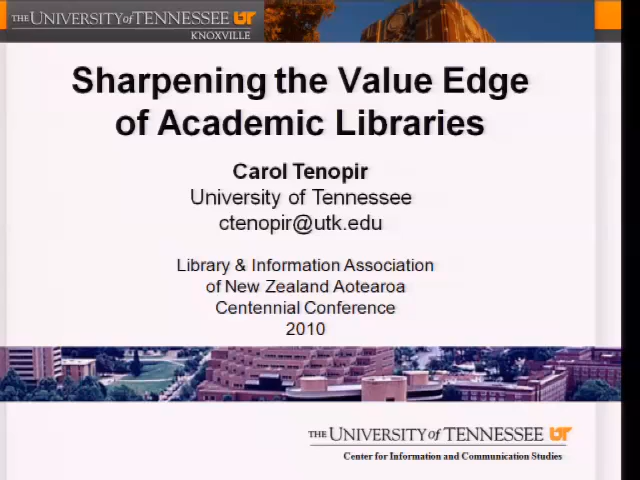 THE UNIVERSITY of TENNESSEE UT
KNOXVILLE
Sharpening the Value Edge
of Academic Libraries
Carol Tenopir
University of Tennessee
ctenopir@utk.edu
Library & Information Association
of New Zealand Aotearoa
Centennial Conference
2010
THE UNIVERSITY of TENNESSEE UT
Center for Information and Communication Studies